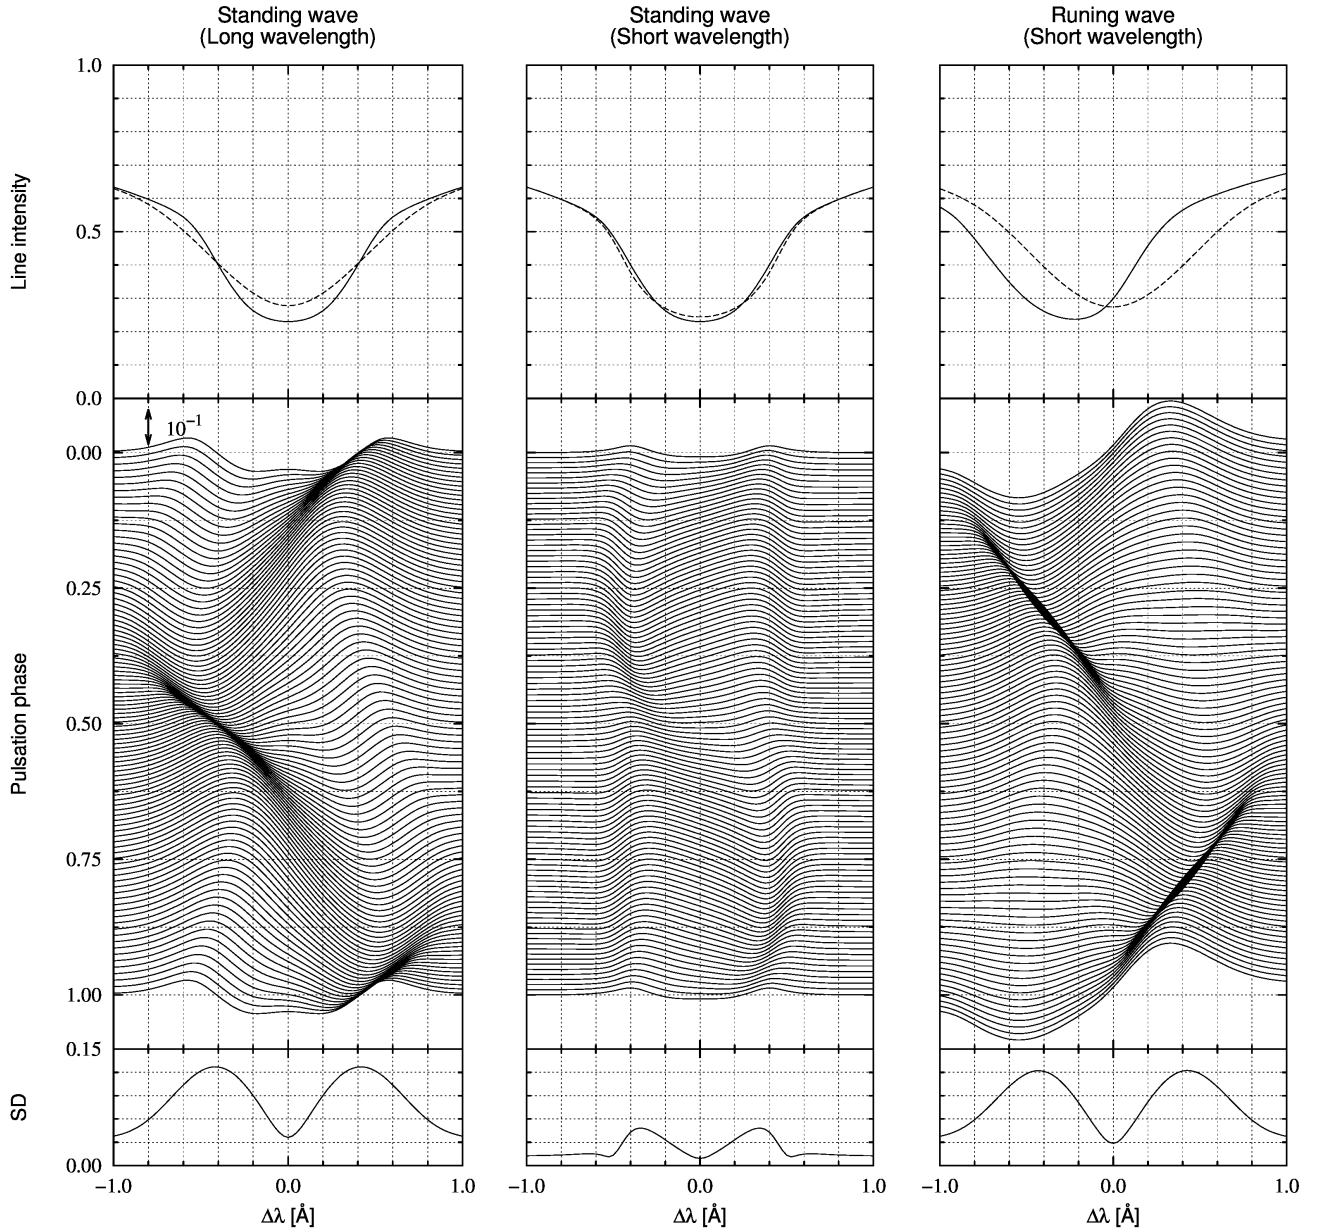 Standing wave
(Long wavelength)
Standing wave
(Short wavelength)
Runing wave
(Short wavelength)
Line intensity
1.0
0.5
0.0
Pulsation phase
10⁻¹
0.00
0.25
0.50
0.75
1.00
SD
0.15
0.00
−1.0 0.0 1.0
−1.0 0.0 1.0
−1.0 0.0 1.0
Δλ [Å]
Δλ [Å]
Δλ [Å]